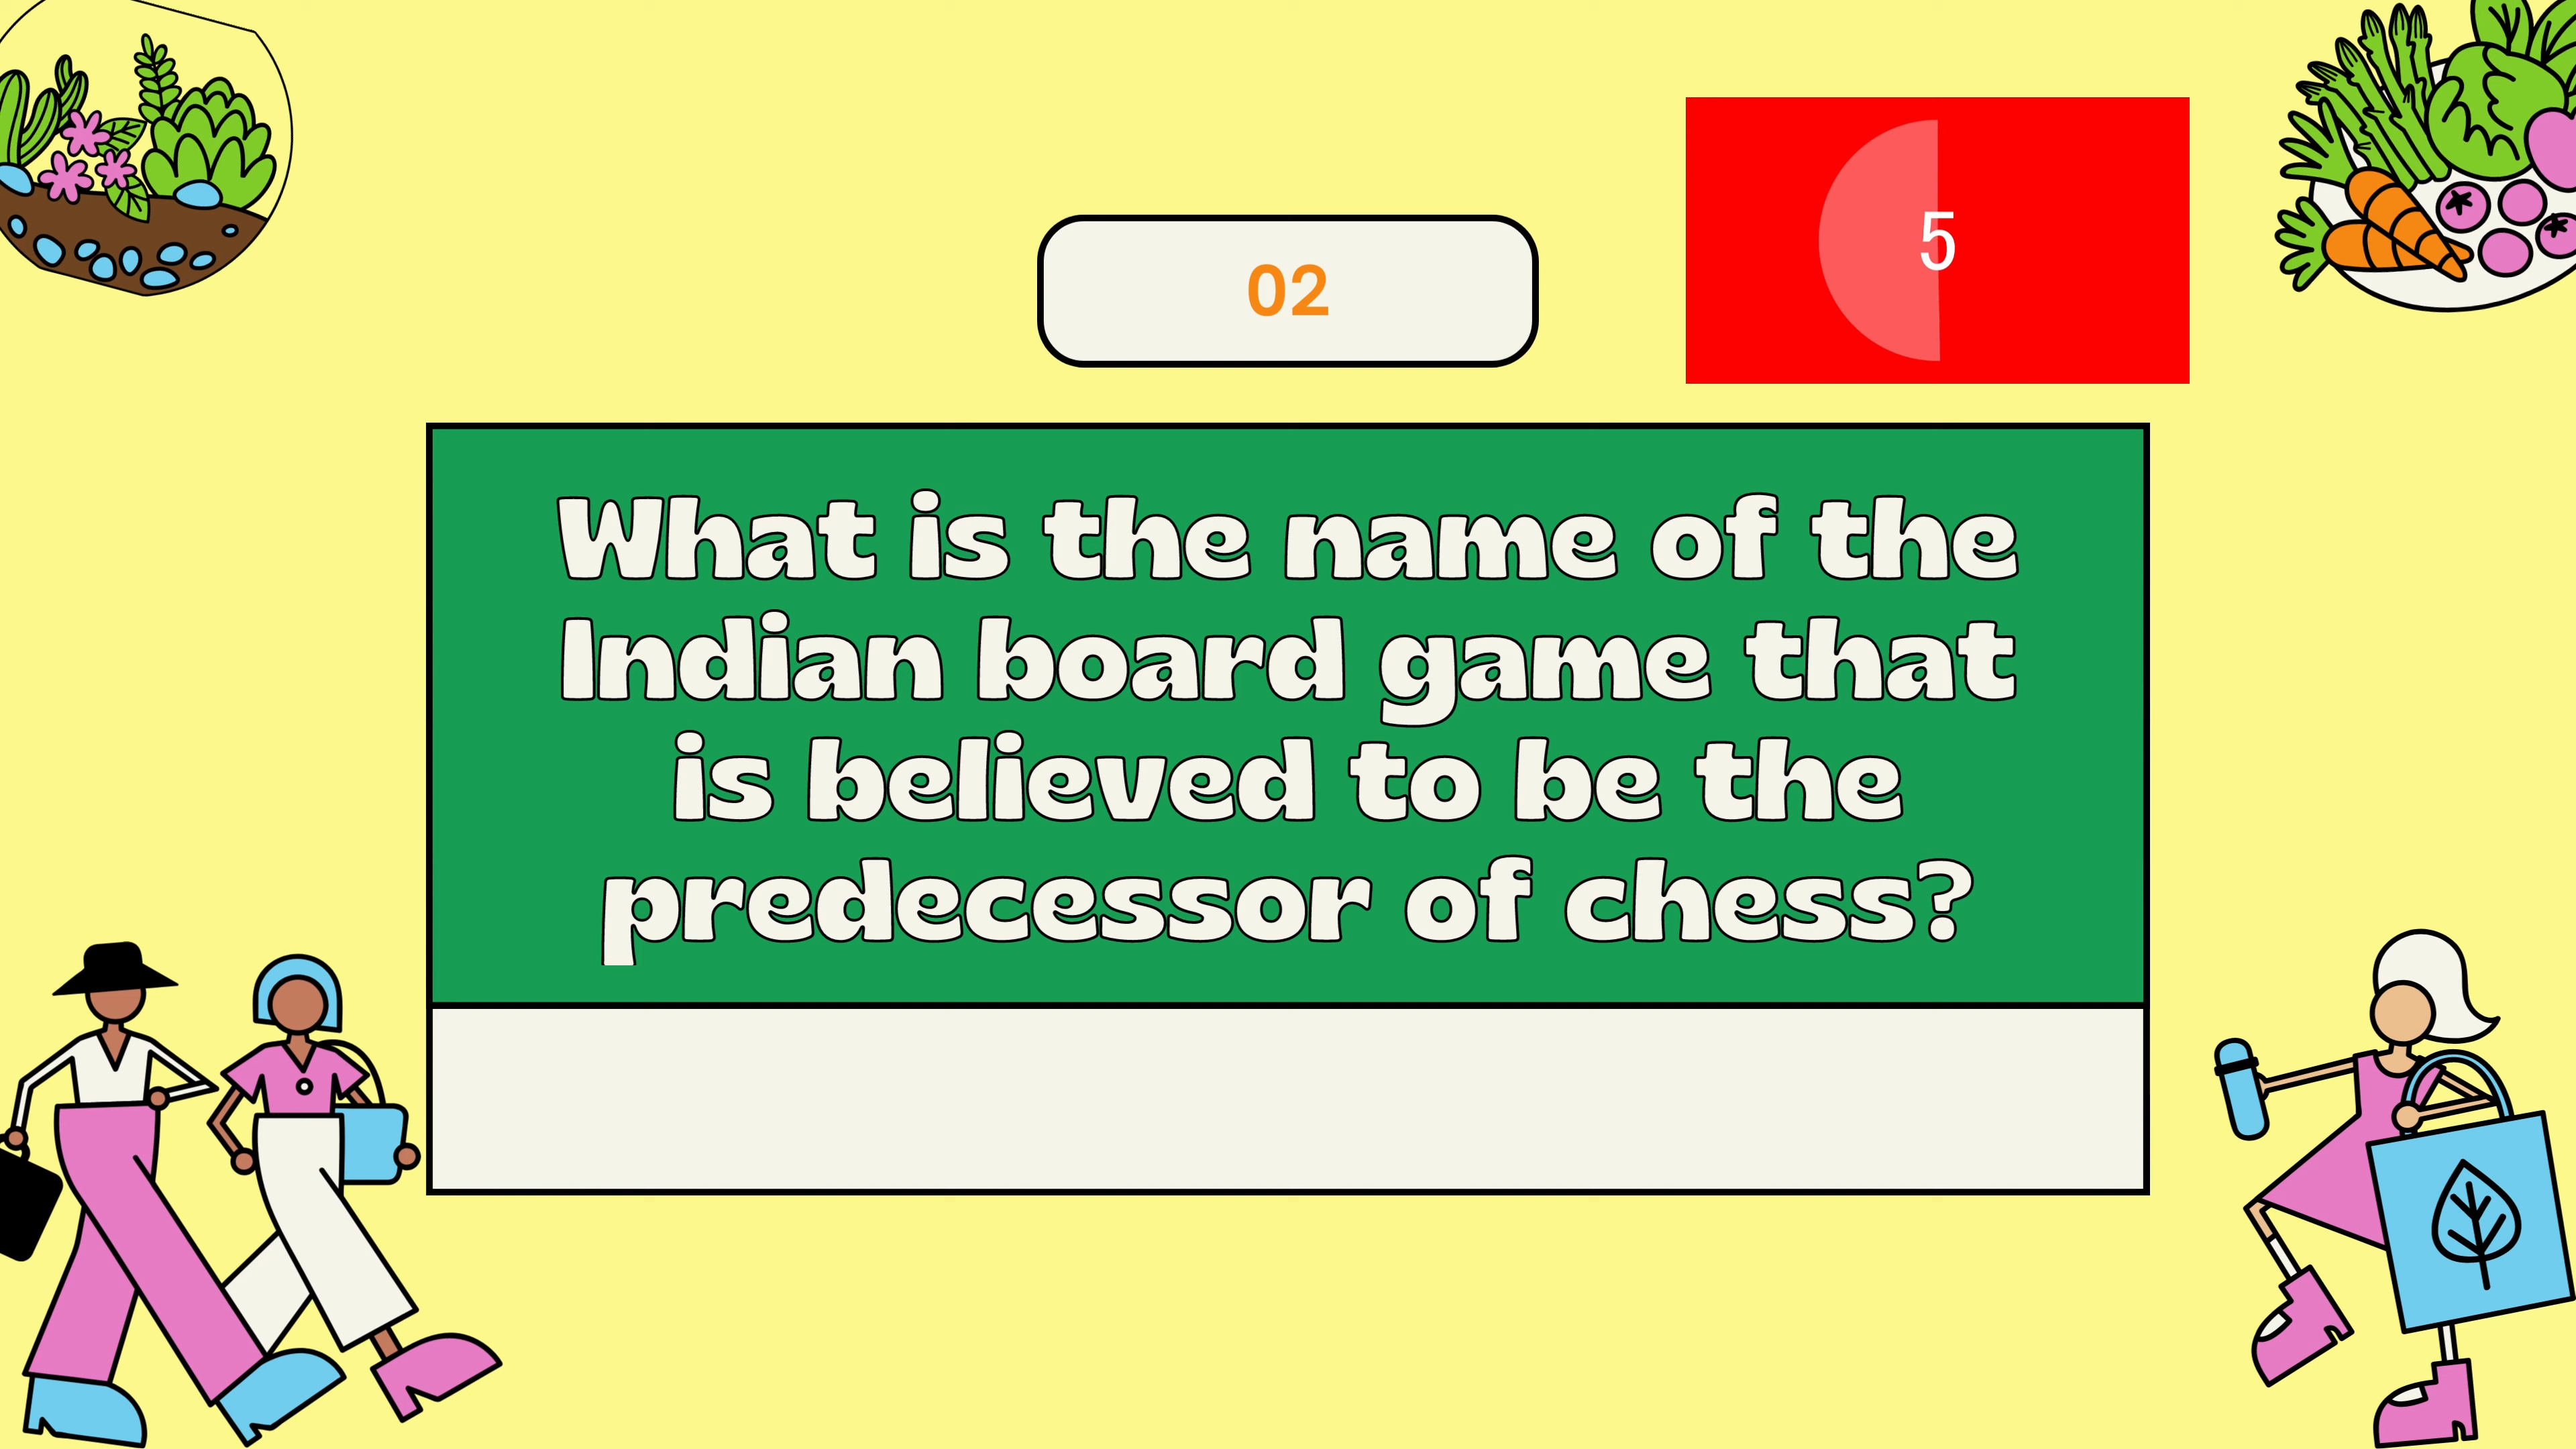 02
5
What is the name of the
Indian board game that
is believed to be the
predecessor of chess?